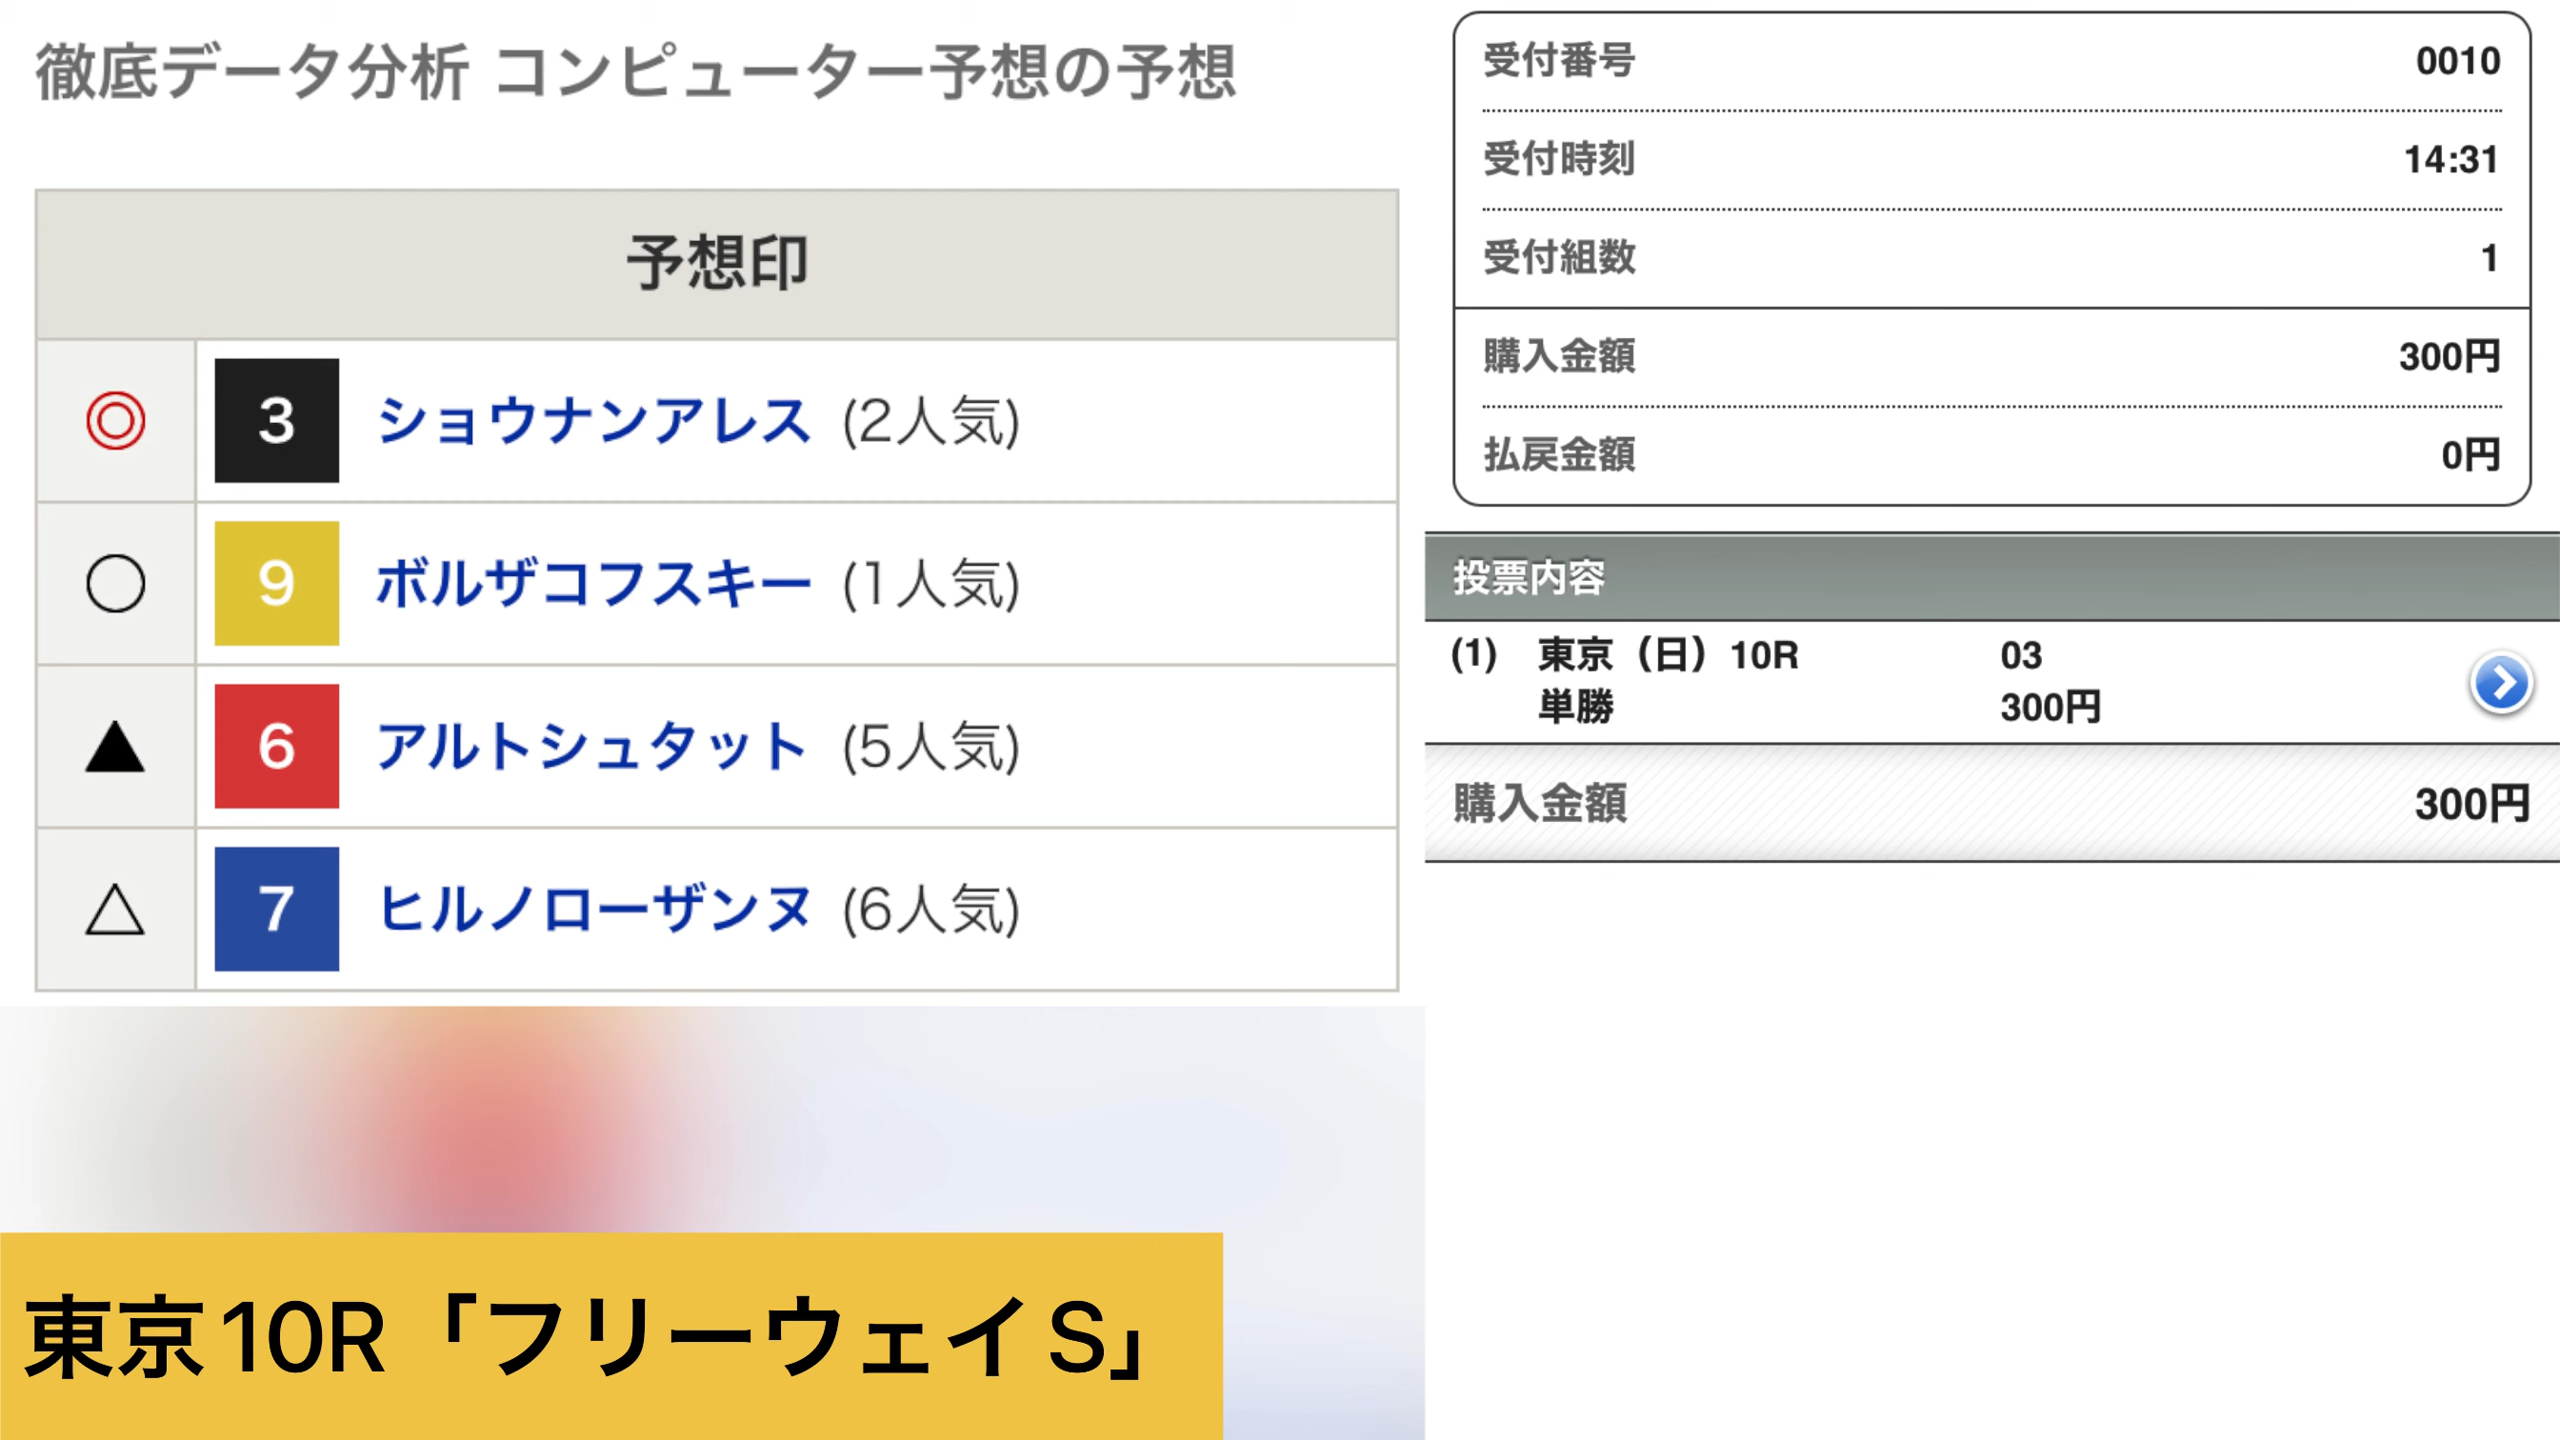 徹底データ分析 コンピューター予想の予想
予想印
◎ 3 ショウナンアレス (2人気)
○ 9 ボルザコフスキー (1人気)
▲ 6 アルトシュタット (5人気)
△ 7 ヒルノローザンヌ (6人気)
東京10R「フリーウェイS」
受付番号 0010
受付時刻 14:31
受付組数 1
購入金額 300円
払戻金額 0円
投票内容
(1) 東京（日）10R 03
単勝 300円
購入金額 300円